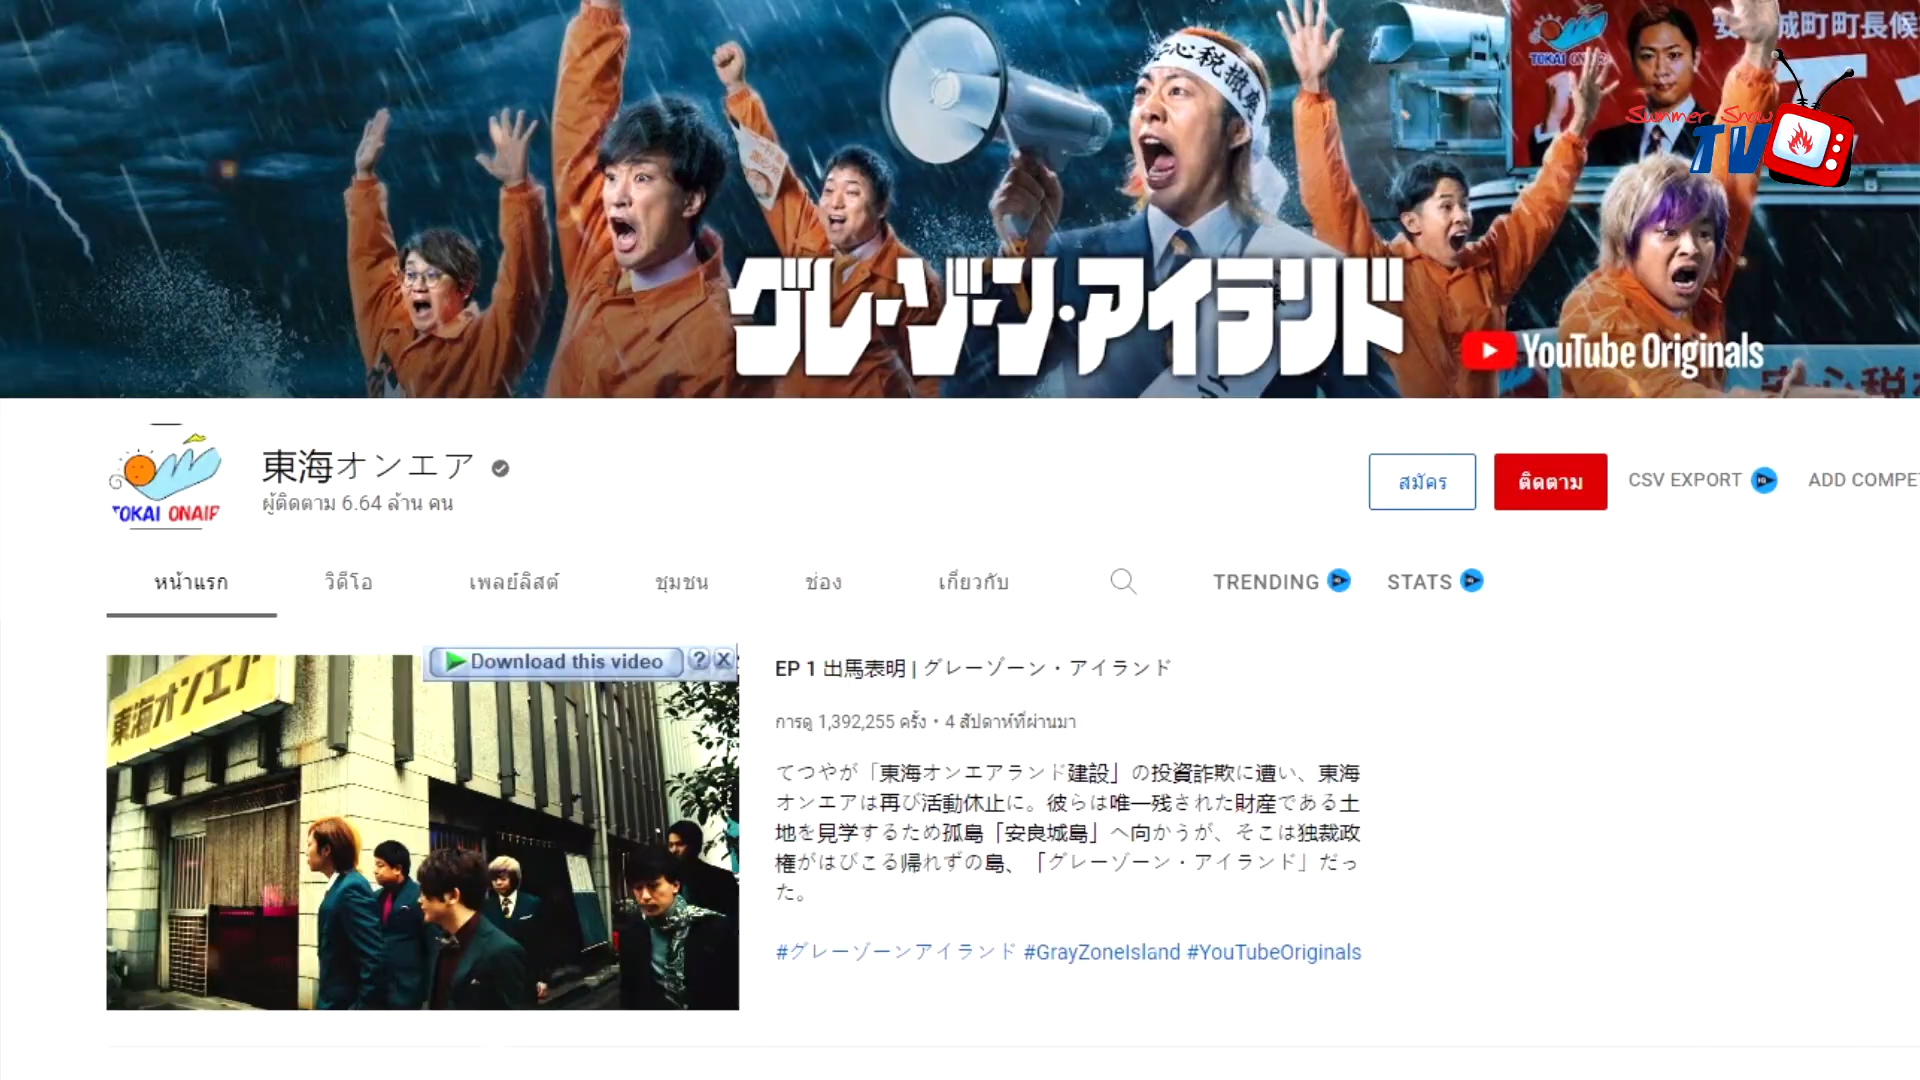 心税撤廃
安
城町町長候
TOKAI ONAIR
Summer Snow
TV
グレーゾーン・アイランド
YouTube Originals
安心税
東海オンエア
TOKAI ONAIR
ผู้ติดตาม 6.64 ล้าน คน
สมัคร
ติดตาม
CSV EXPORT
ADD COMPET
หน้าแรก
วิดีโอ
เพลย์ลิสต์
ชุมชน
ช่อง
เกี่ยวกับ
TRENDING
STATS
Download this video ? X
東海オンエア
EP 1 出馬表明 | グレーゾーン・アイランド
การดู 1,392,255 ครั้ง • 4 สัปดาห์ที่ผ่านมา
てつやが「東海オンエアランド建設」の投資詐欺に遭い、東海
オンエアは再び活動休止に。彼らは唯一残された財産である土
地を見学するため孤島「安良城島」へ向かうが、そこは独裁政
権がはびこる帰れずの島、「グレーゾーン・アイランド」だっ
た。
#グレーゾーンアイランド #GrayZoneIsland #YouTubeOriginals